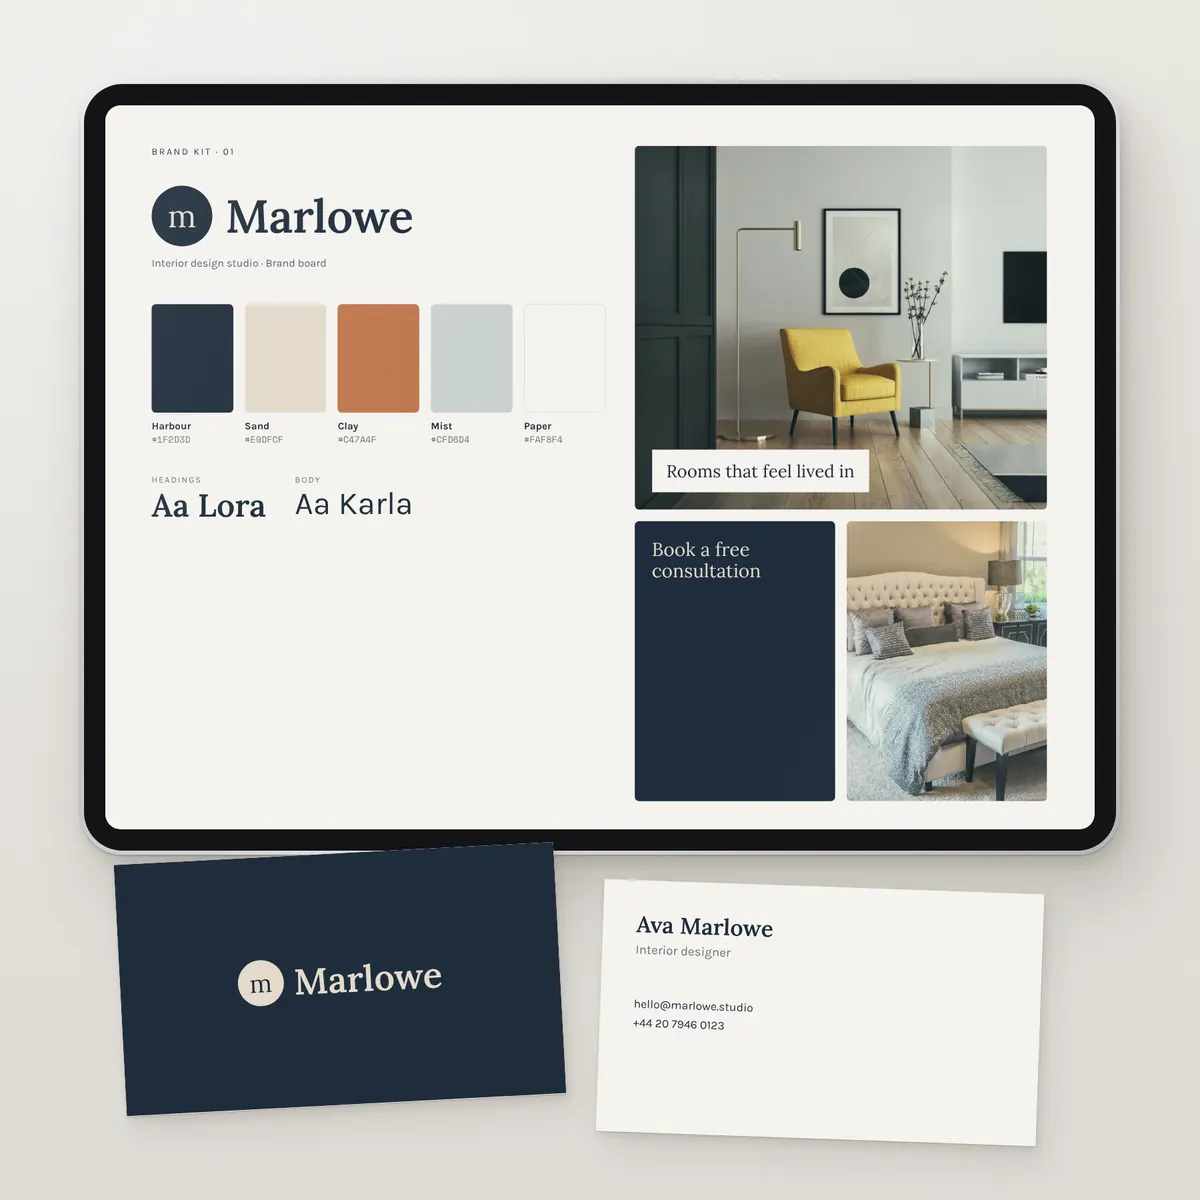 BRAND KIT · 01
m Marlowe
Interior design studio · Brand board
Harbour
#1F2D3D
Sand
#E9DFCF
Clay
#C47A4F
Mist
#CFD6D4
Paper
#FAF8F4
HEADINGS
Aa Lora
BODY
Aa Karla
Rooms that feel lived in
Book a free
consultation
m Marlowe
Ava Marlowe
Interior designer
hello@marlowe.studio
+44 20 7946 0123